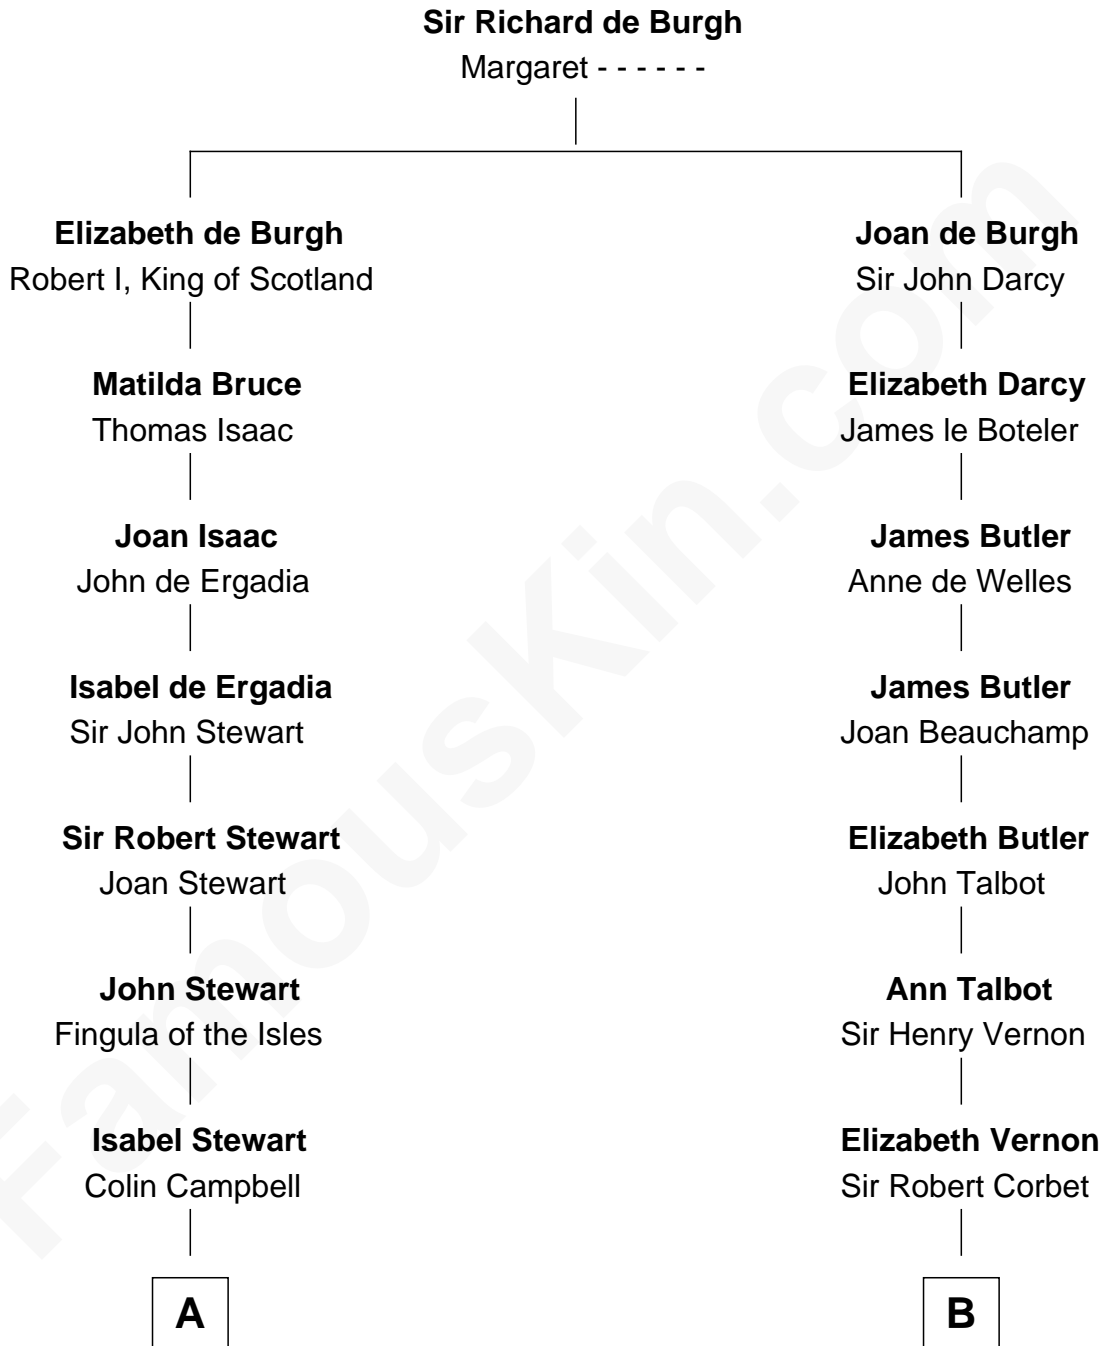 Sir Richard de Burgh
Margaret - - - - - -
Elizabeth de Burgh
Robert I, King of Scotland
Joan de Burgh
Sir John Darcy
Matilda Bruce
Thomas Isaac
Elizabeth Darcy
James le Boteler
Joan Isaac
John de Ergadia
James Butler
Anne de Welles
Isabel de Ergadia
Sir John Stewart
James Butler
Joan Beauchamp
Sir Robert Stewart
Joan Stewart
Elizabeth Butler
John Talbot
John Stewart
Fingula of the Isles
Ann Talbot
Sir Henry Vernon
Isabel Stewart
Colin Campbell
Elizabeth Vernon
Sir Robert Corbet
A
B
FamousKin.com